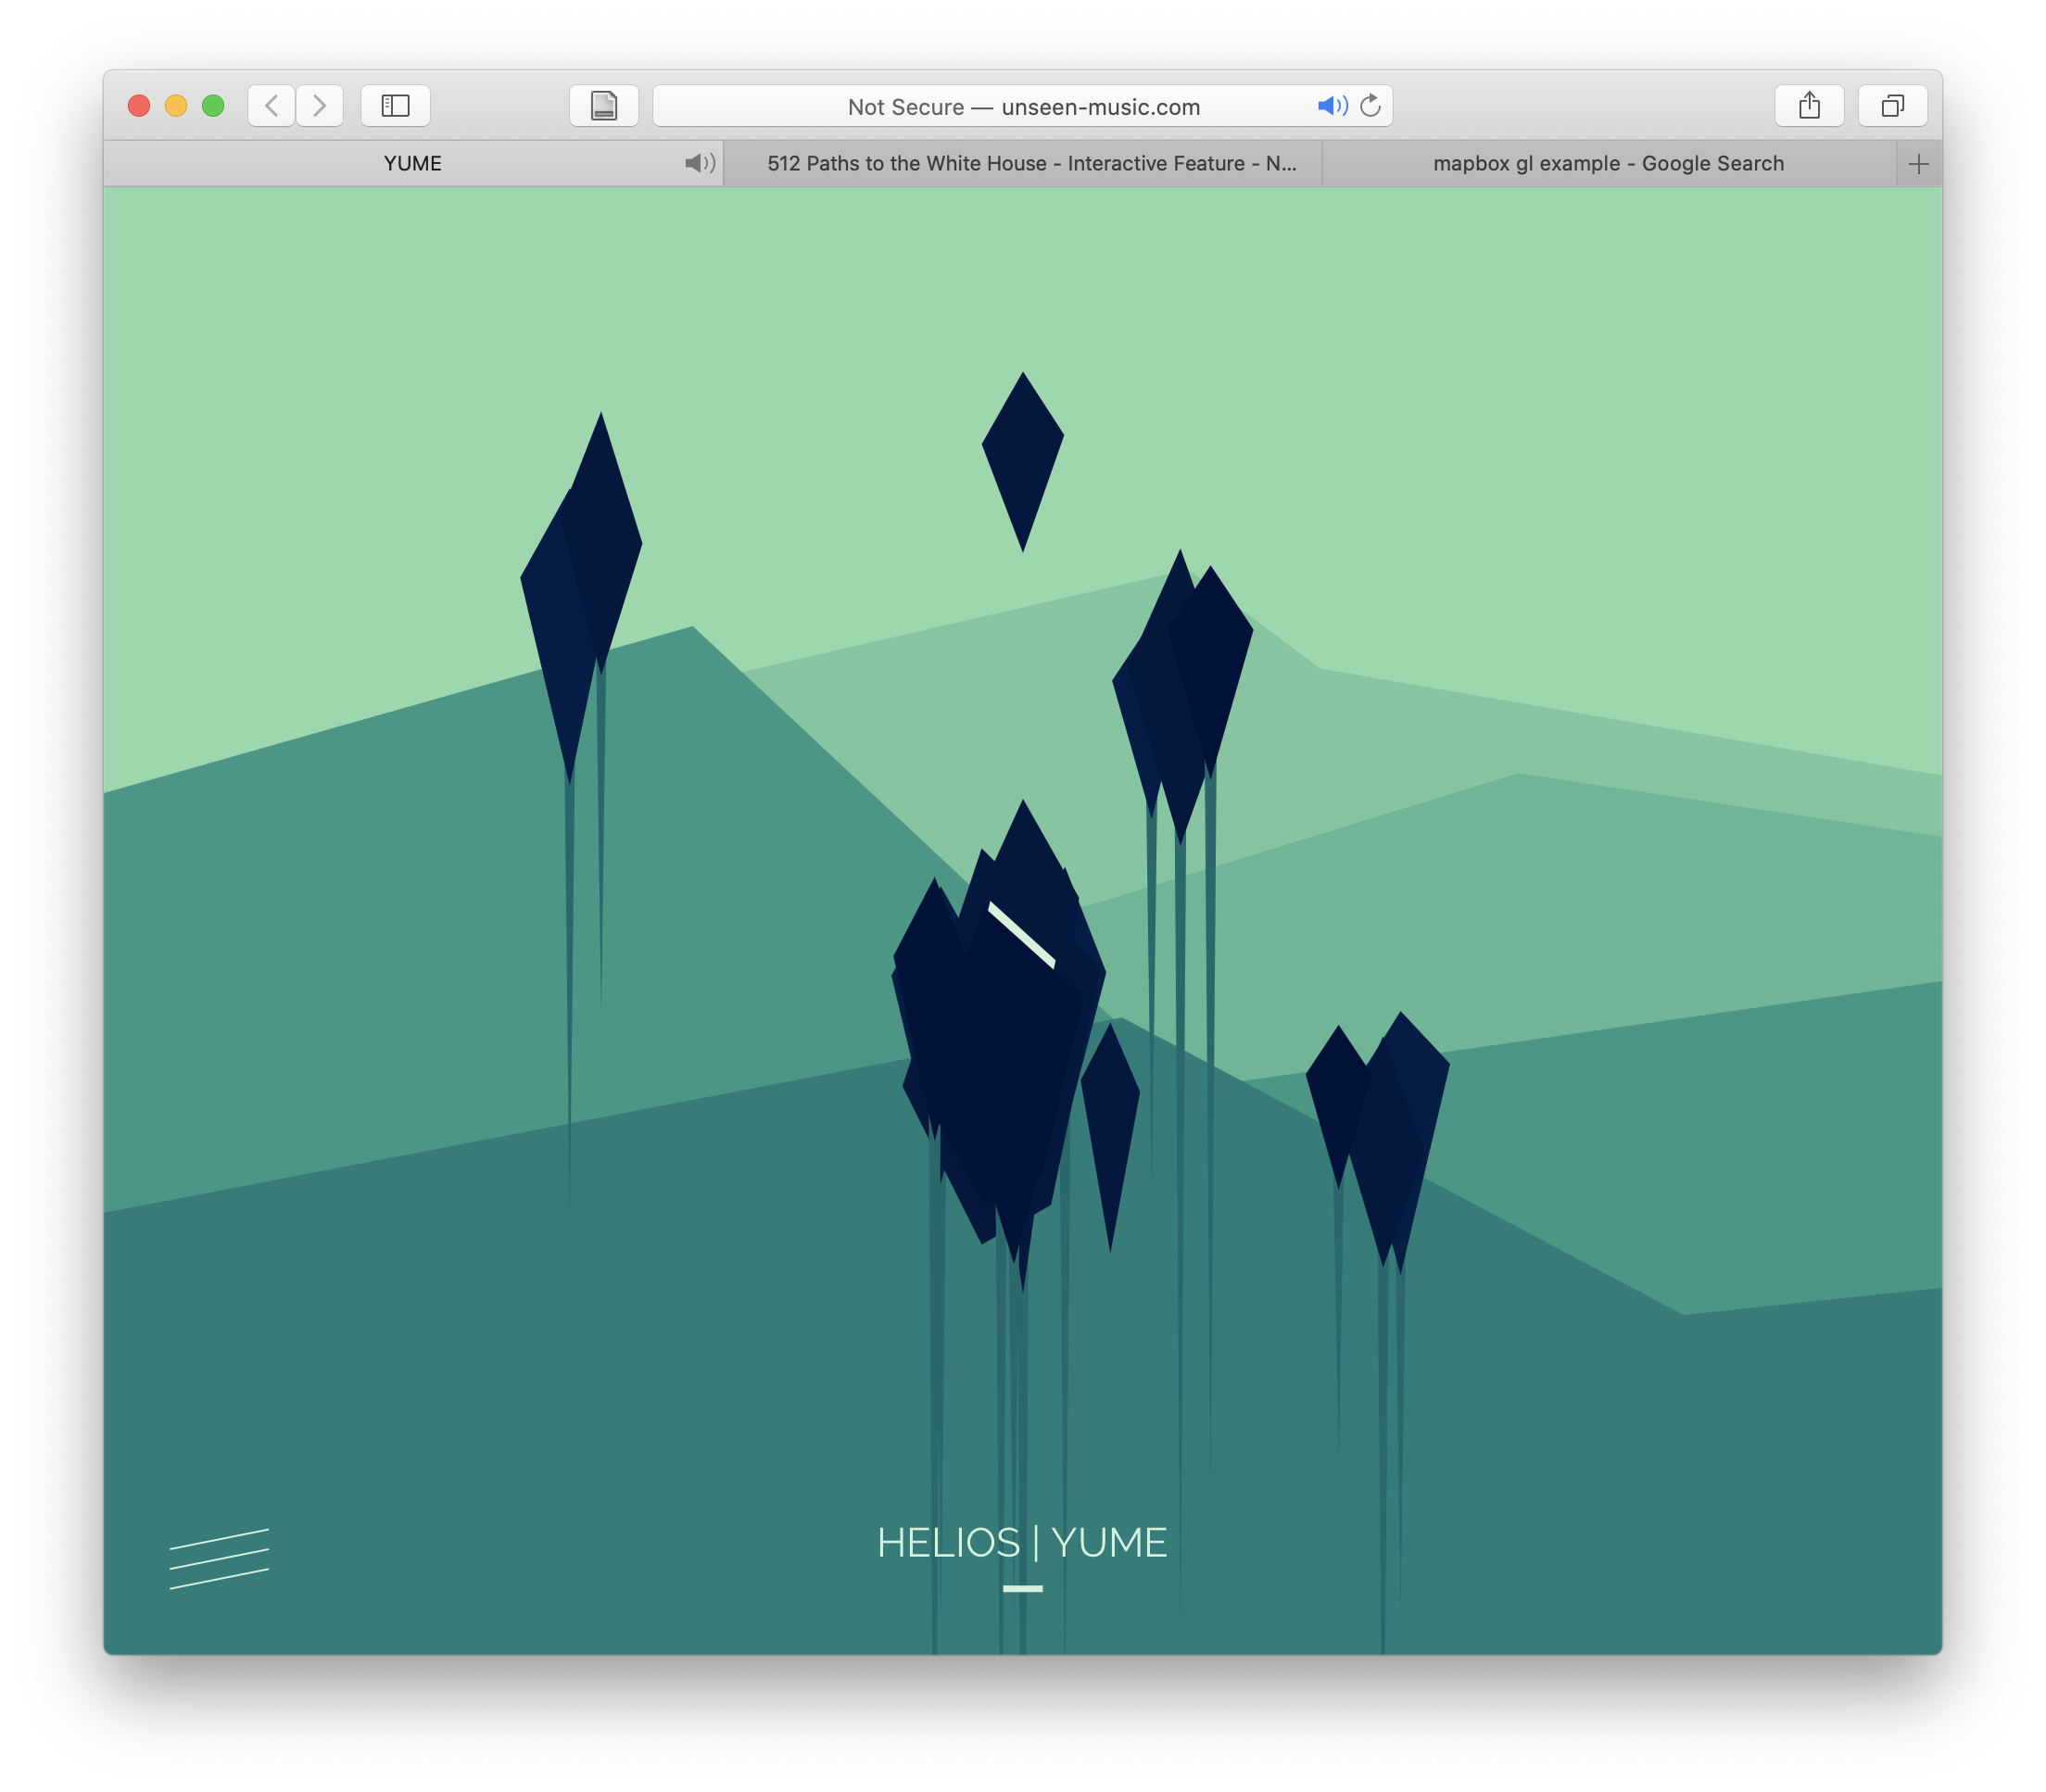 Not Secure — unseen-music.com
YUME
512 Paths to the White House - Interactive Feature - N...
mapbox gl example - Google Search
HELIOS | YUME